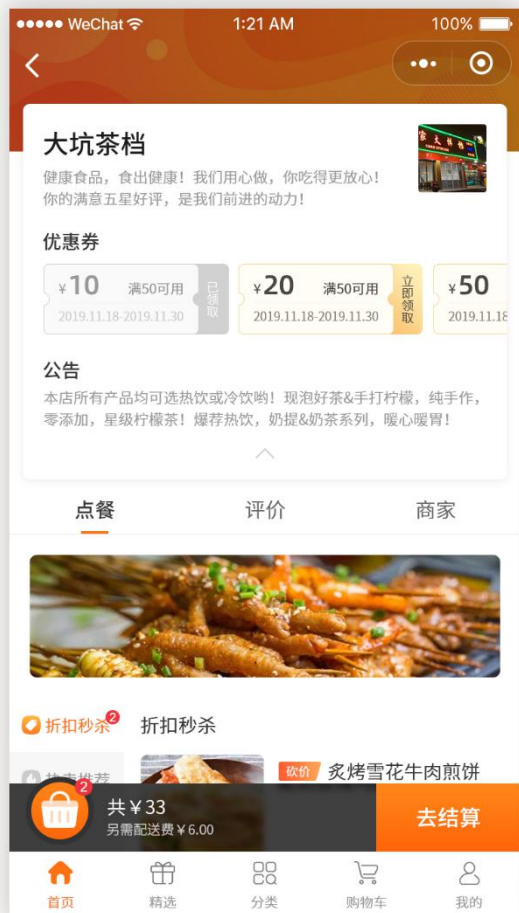 WeChat 1:21 AM 100%
大坑茶档
健康食品，食出健康！我们用心做，你吃得更放心！
你的满意五星好评，是我们前进的动力！
优惠券
¥10 满50可用 已领取
2019.11.18-2019.11.30
¥20 满50可用 立即领取
2019.11.18-2019.11.30
¥50
2019.11.18
公告
本店所有产品均可选热饮或冷饮哟！现泡好茶&手打柠檬，纯手作，
零添加，星级柠檬茶！爆荐热饮，奶提&奶茶系列，暖心暖胃！
点餐 评价 商家
折扣秒杀 2
折扣秒杀
热卖推荐
砍价 炙烤雪花牛肉煎饼
2
共¥33
另需配送费¥6.00
去结算
首页 精选 分类 购物车 我的